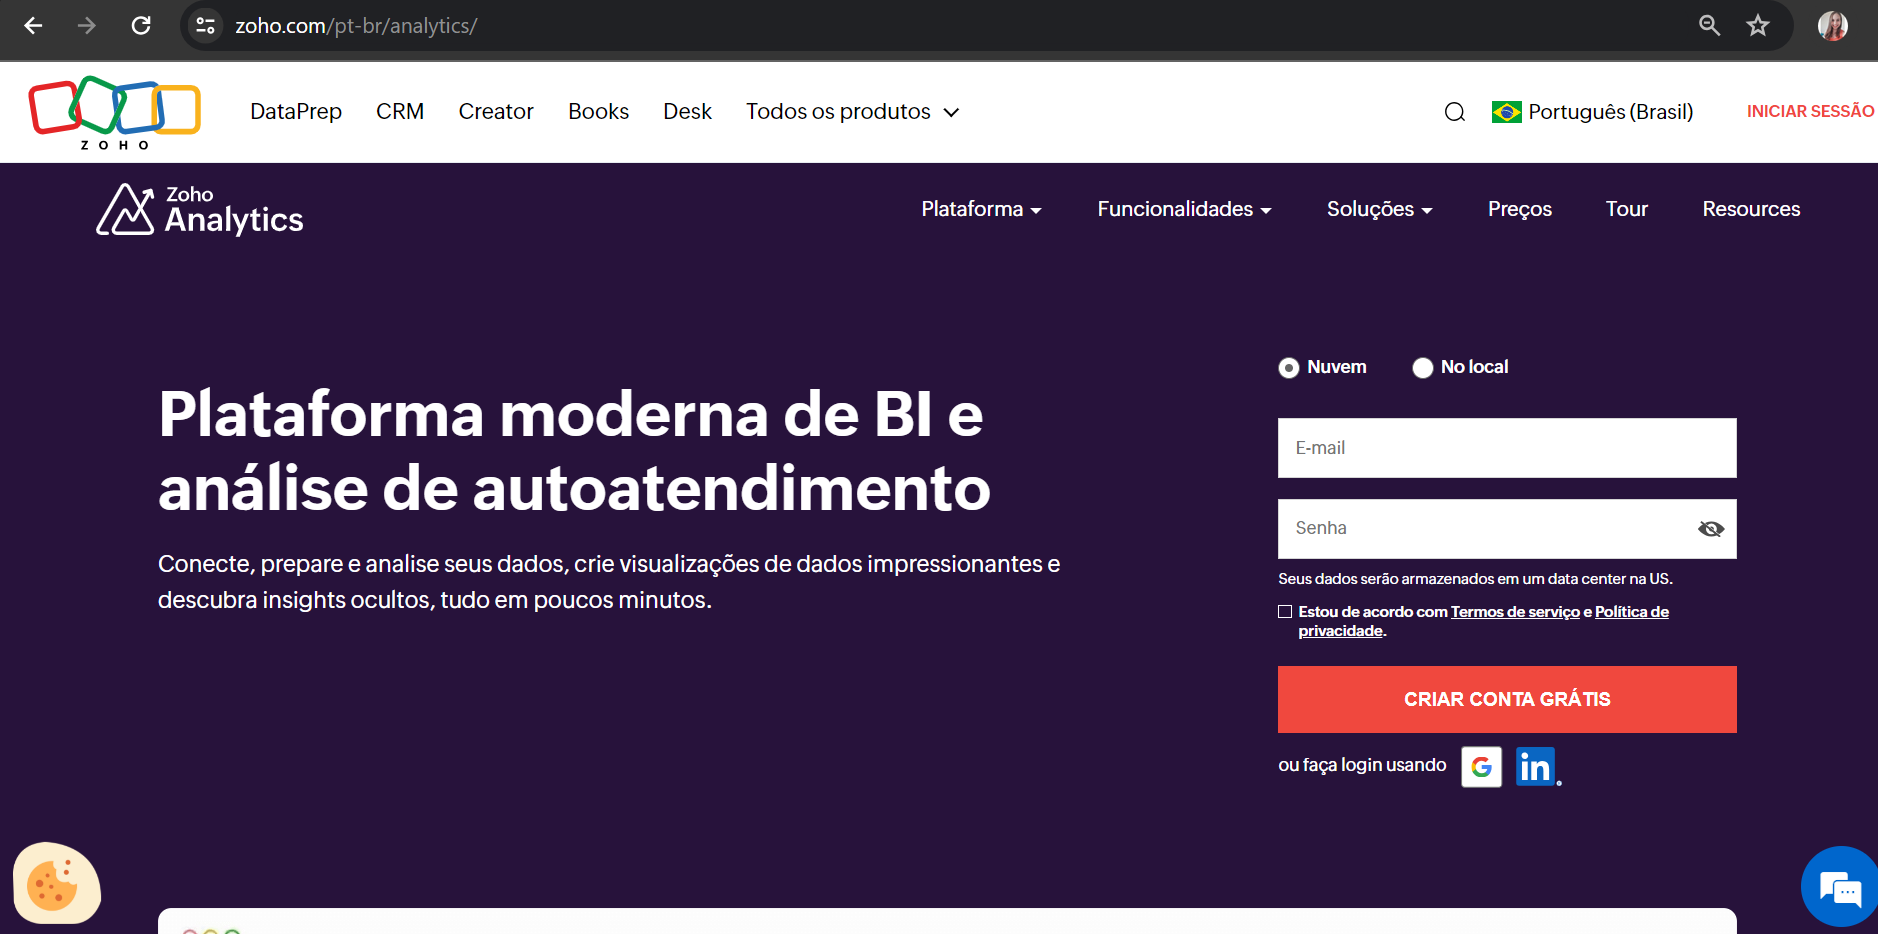 zoho.com/pt-br/analytics/
ZOHO
DataPrep
CRM
Creator
Books
Desk
Todos os produtos
Português (Brasil)
INICIAR SESSÃO
Zoho
Analytics
Plataforma
Funcionalidades
Soluções
Preços
Tour
Resources
Plataforma moderna de BI e
análise de autoatendimento
Conecte, prepare e analise seus dados, crie visualizações de dados impressionantes e
descubra insights ocultos, tudo em poucos minutos.
Nuvem
No local
E-mail
Senha
Seus dados serão armazenados em um data center na US.
Estou de acordo com Termos de serviço e Política de
privacidade.
CRIAR CONTA GRÁTIS
ou faça login usando
G
in